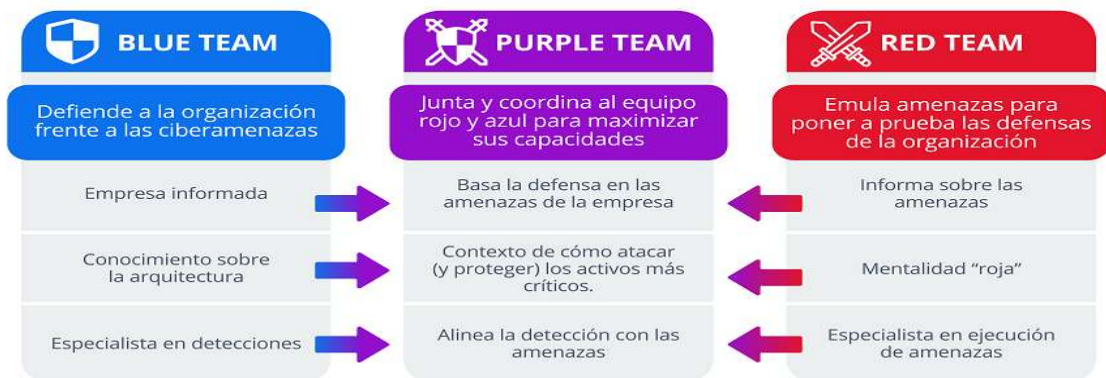 BLUE TEAM
Defiende a la organización
frente a las ciberamenazas
Empresa informada
Conocimiento sobre
la arquitectura
Especialista en detecciones
PURPLE TEAM
Junta y coordina al equipo
rojo y azul para maximizar
sus capacidades
Basa la defensa en las
amenazas de la empresa
Contexto de cómo atacar
(y proteger) los activos más
críticos.
Alinea la detección con las
amenazas
RED TEAM
Emula amenazas para
poner a prueba las defensas
de la organización
Informa sobre las
amenazas
Mentalidad “roja”
Especialista en ejecución
de amenazas